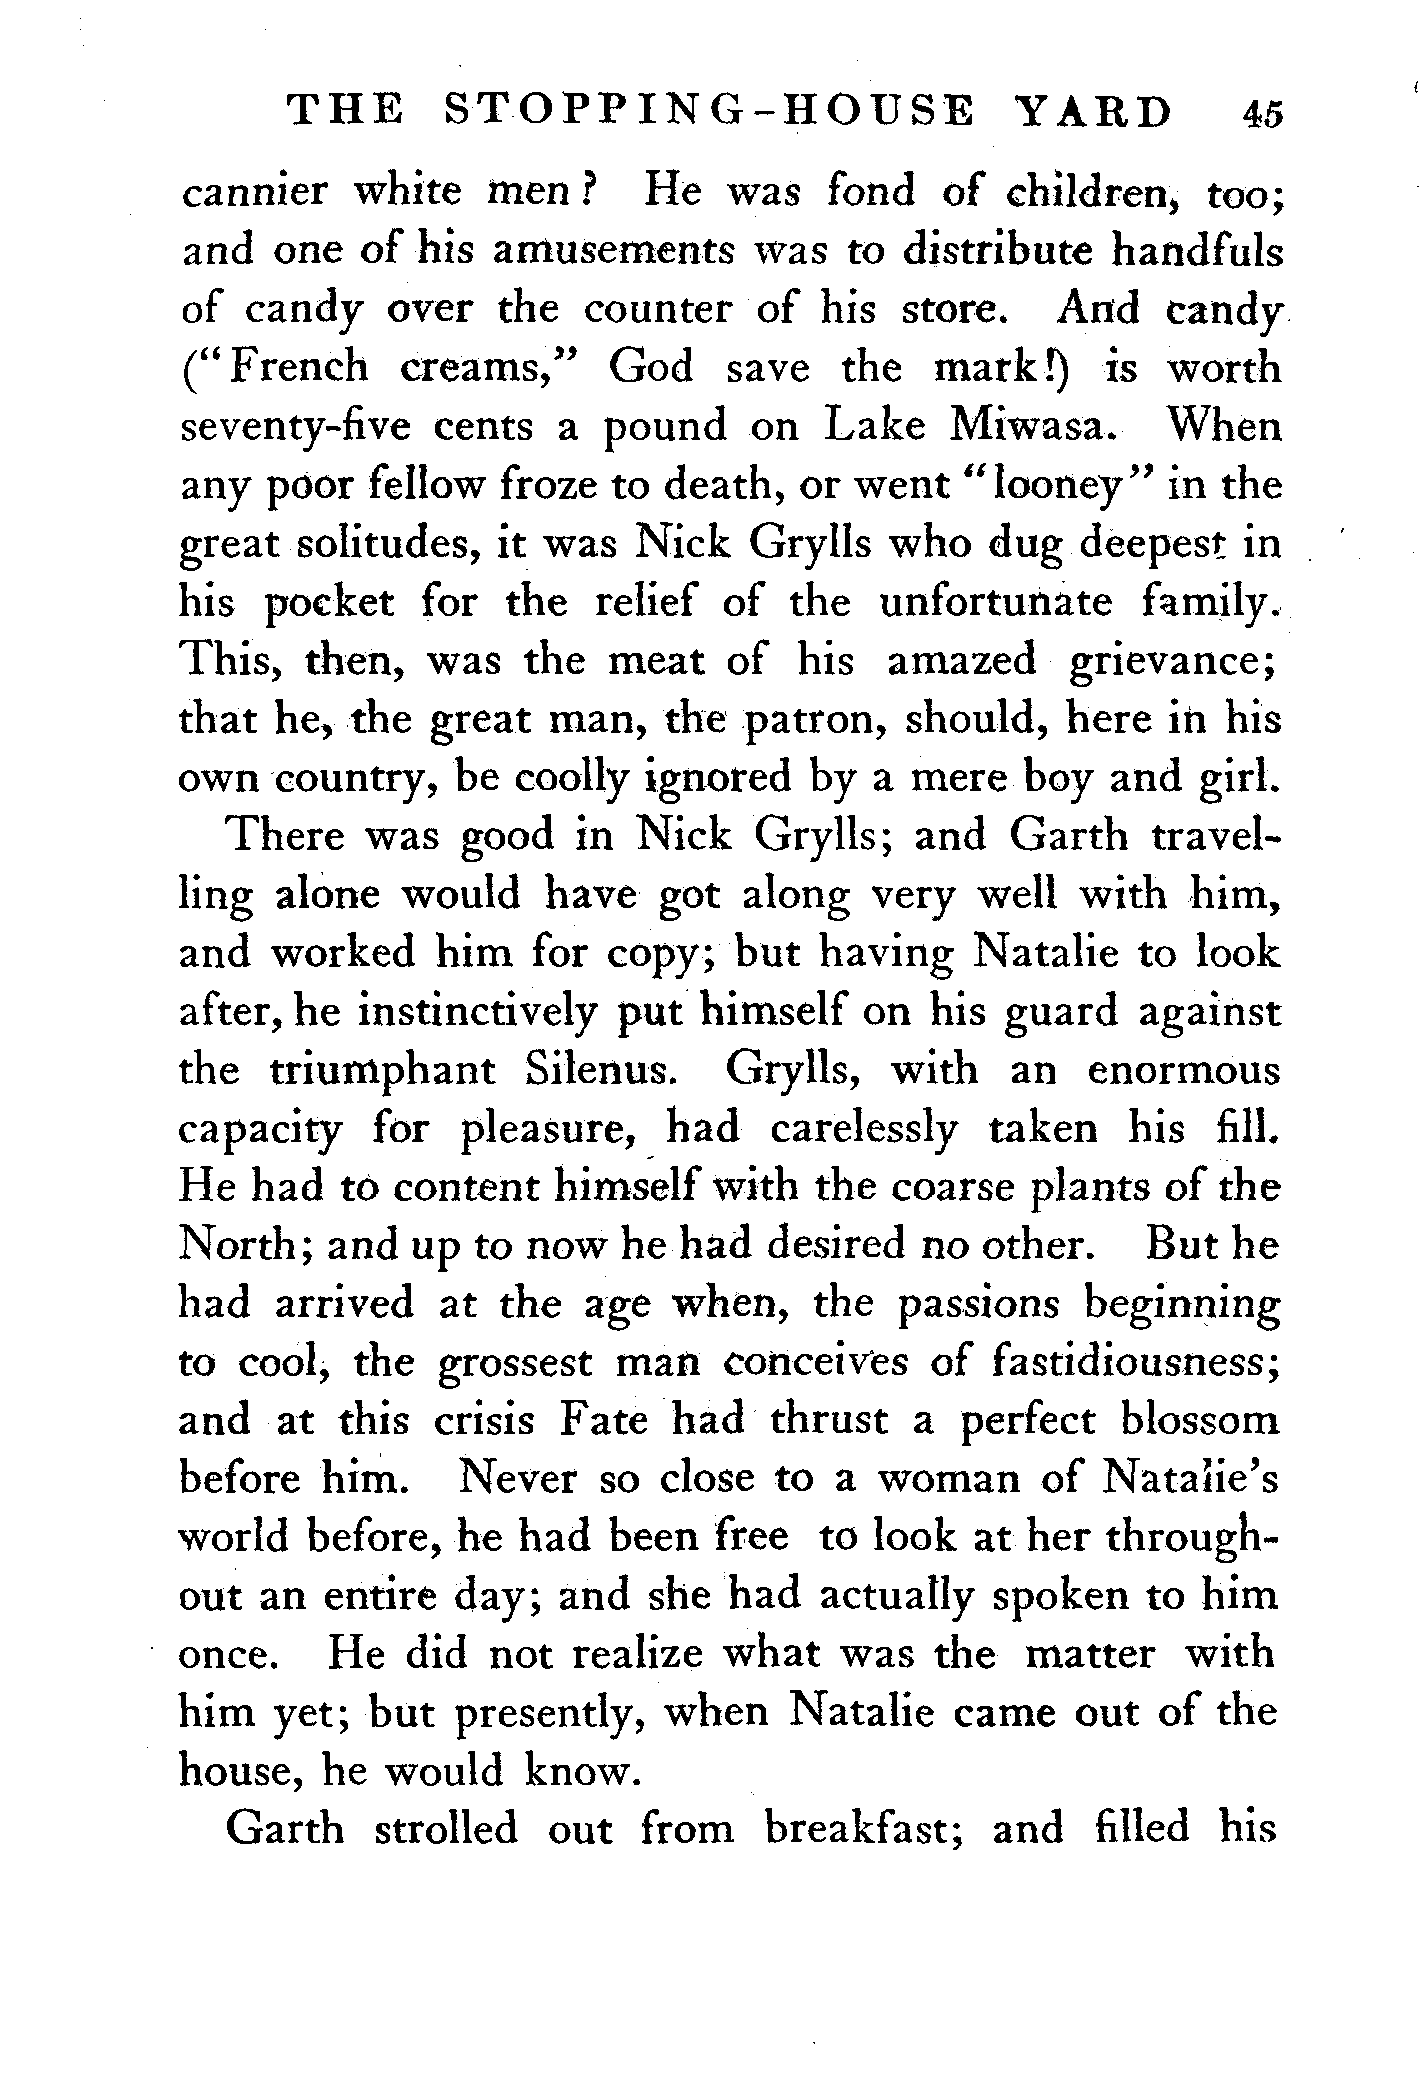 THE STOPPING-HOUSE YARD 45
cannier white men? He was fond of children, too;
and one of his amusements was to distribute handfuls
of candy over the counter of his store. And candy
("French creams," God save the mark!) is worth
seventy-five cents a pound on Lake Miwasa. When
any poor fellow froze to death, or went "looney" in the
great solitudes, it was Nick Grylls who dug deepest in
his pocket for the relief of the unfortunate family.
This, then, was the meat of his amazed grievance;
that he, the great man, the patron, should, here in his
own country, be coolly ignored by a mere boy and girl.
There was good in Nick Grylls; and Garth travel-
ling alone would have got along very well with him,
and worked him for copy; but having Natalie to look
after, he instinctively put himself on his guard against
the triumphant Silenus. Grylls, with an enormous
capacity for pleasure, had carelessly taken his fill.
He had to content himself with the coarse plants of the
North; and up to now he had desired no other. But he
had arrived at the age when, the passions beginning
to cool, the grossest man conceives of fastidiousness;
and at this crisis Fate had thrust a perfect blossom
before him. Never so close to a woman of Natalie's
world before, he had been free to look at her through-
out an entire day; and she had actually spoken to him
once. He did not realize what was the matter with
him yet; but presently, when Natalie came out of the
house, he would know.
Garth strolled out from breakfast; and filled his